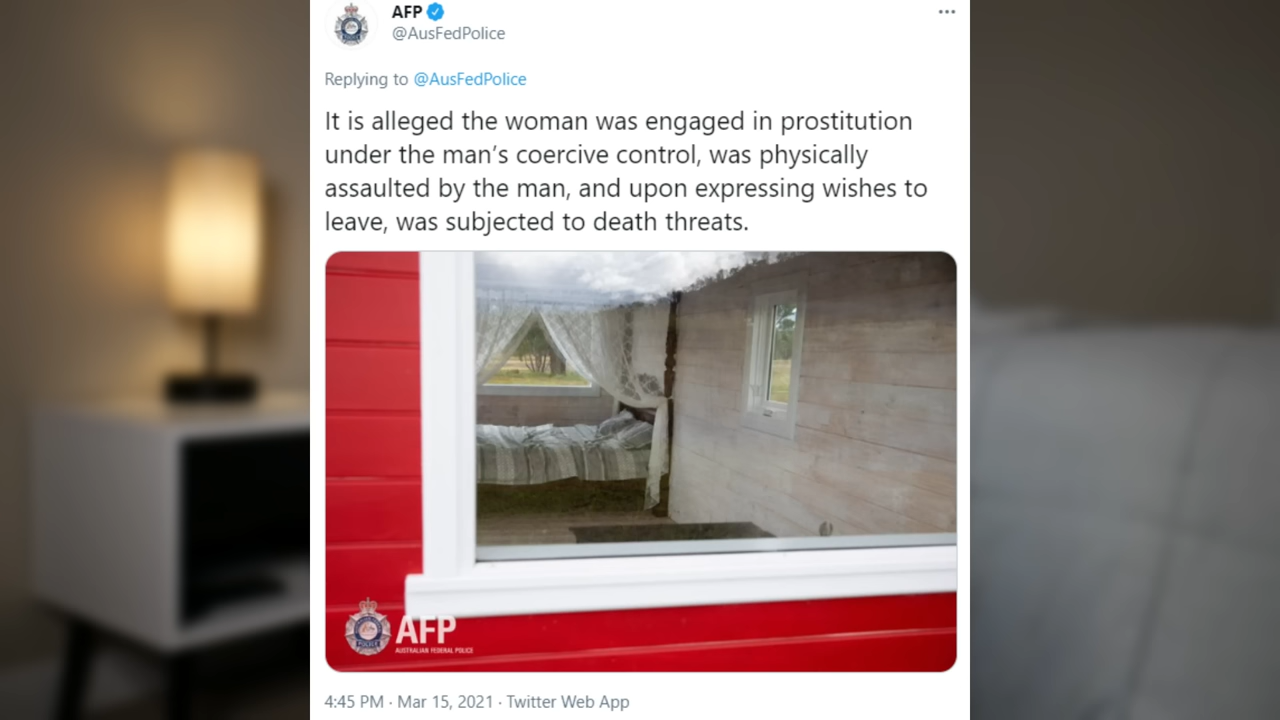 AFP
@AusFedPolice
Replying to @AusFedPolice
It is alleged the woman was engaged in prostitution
under the man's coercive control, was physically
assaulted by the man, and upon expressing wishes to
leave, was subjected to death threats.
AFP
AUSTRALIAN FEDERAL POLICE
4:45 PM · Mar 15, 2021 · Twitter Web App